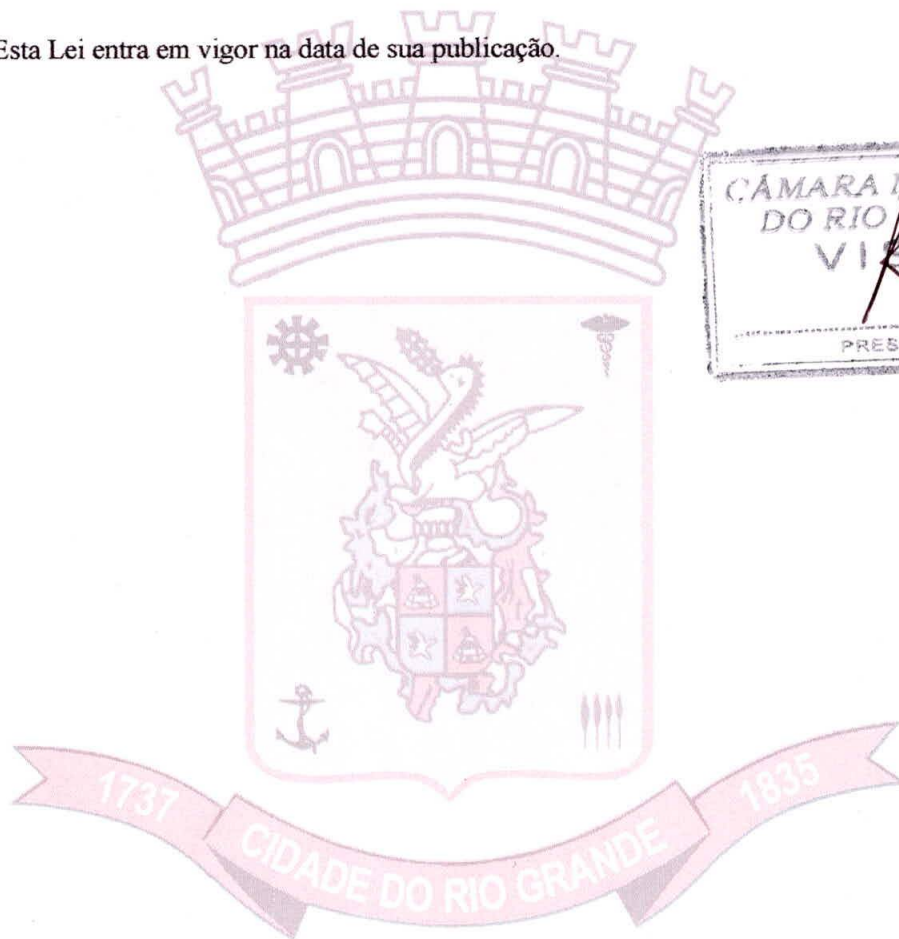 Esta Lei entra em vigor na data de sua publicação.
CÂMARA
DO RIO
PRES
1737
1835
CIDADE DO RIO GRANDE